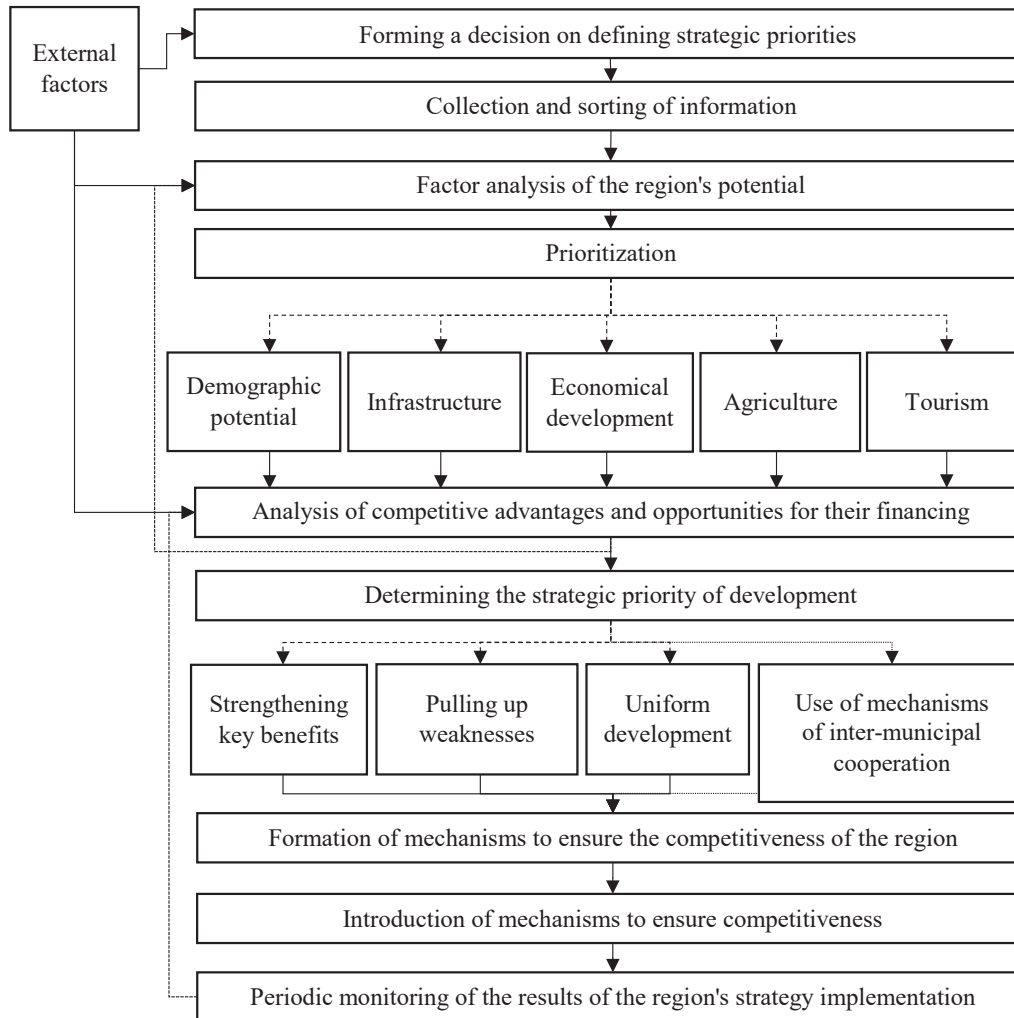 External
factors
Forming a decision on defining strategic priorities
Collection and sorting of information
Factor analysis of the region's potential
Prioritization
Demographic
potential
Infrastructure
Economical
development
Agriculture
Tourism
Analysis of competitive advantages and opportunities for their financing
Determining the strategic priority of development
Strengthening
key benefits
Pulling up
weaknesses
Uniform
development
Use of mechanisms
of inter-municipal
cooperation
Formation of mechanisms to ensure the competitiveness of the region
Introduction of mechanisms to ensure competitiveness
Periodic monitoring of the results of the region's strategy implementation